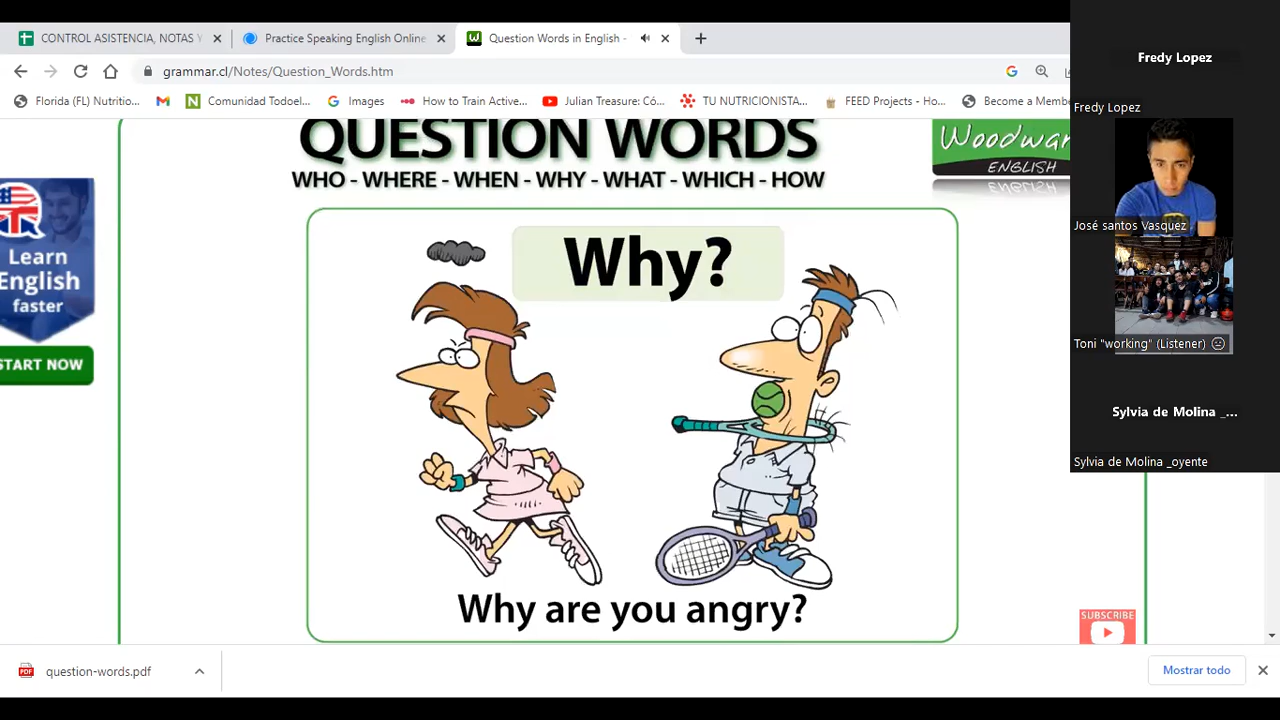 CONTROL ASISTENCIA, NOTAS Y
Practice Speaking English Online
Question Words in English -
grammar.cl/Notes/Question_Words.htm
Florida (FL) Nutritio...
Comunidad Todoel...
Images
How to Train Active...
Julian Treasure: Có...
TU NUTRICIONISTA...
FEED Projects - Ho...
Become a Memb
QUESTION WORDS
WHO - WHERE - WHEN - WHY - WHAT - WHICH - HOW
Woodwar
ENGLISH
Learn
English
faster
START NOW
Why?
Why are you angry?
SUBSCRIBE
Fredy Lopez
Fredy Lopez
José santos Vasquez
Toni "working" (Listener)
Sylvia de Molina _...
Sylvia de Molina _oyente
PDF
question-words.pdf
Mostrar todo